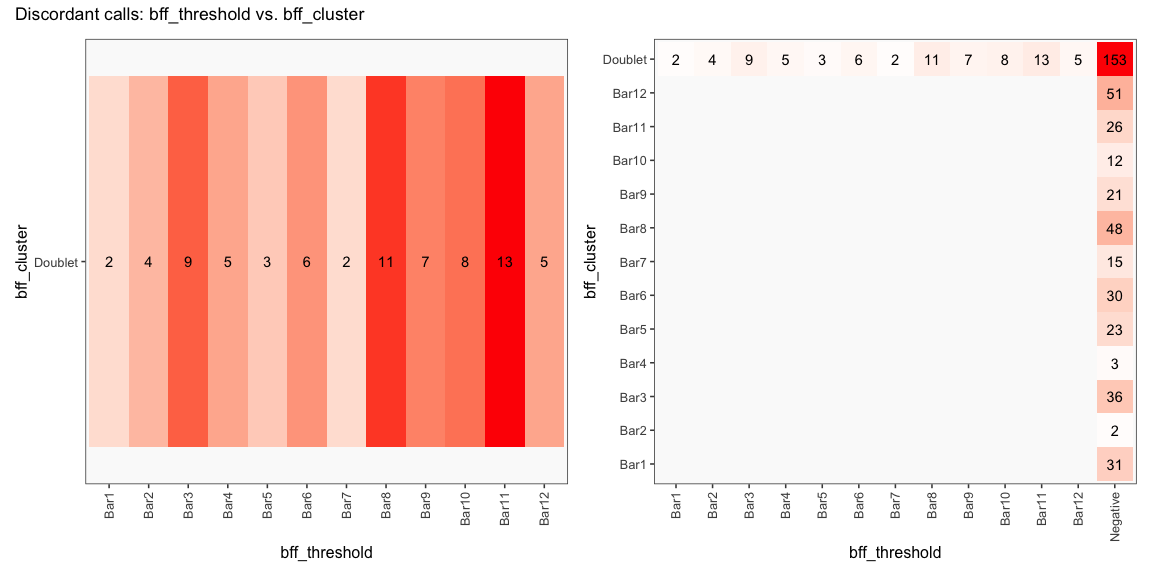 Discordant calls: bff_threshold vs. bff_cluster
bff_cluster
Doublet
2 4 9 5 3 6 2 11 7 8 13 5
Bar1 Bar2 Bar3 Bar4 Bar5 Bar6 Bar7 Bar8 Bar9 Bar10 Bar11 Bar12
bff_threshold
bff_cluster
Doublet 2 4 9 5 3 6 2 11 7 8 13 5 153
Bar12 51
Bar11 26
Bar10 12
Bar9 21
Bar8 48
Bar7 15
Bar6 30
Bar5 23
Bar4 3
Bar3 36
Bar2 2
Bar1 31
Bar1 Bar2 Bar3 Bar4 Bar5 Bar6 Bar7 Bar8 Bar9 Bar10 Bar11 Bar12 Negative
bff_threshold